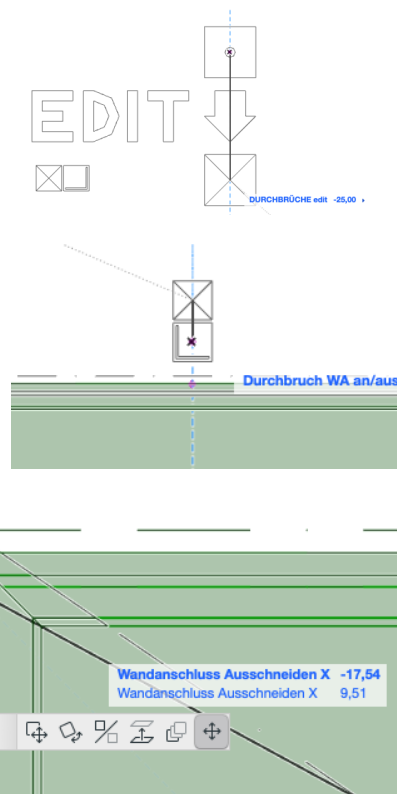 EDIT
DURCHBRÜCHE edit -25,00
Durchbruch WA an/aus
Wandanschluss Ausschneiden X -17,54
Wandanschluss Ausschneiden X 9,51